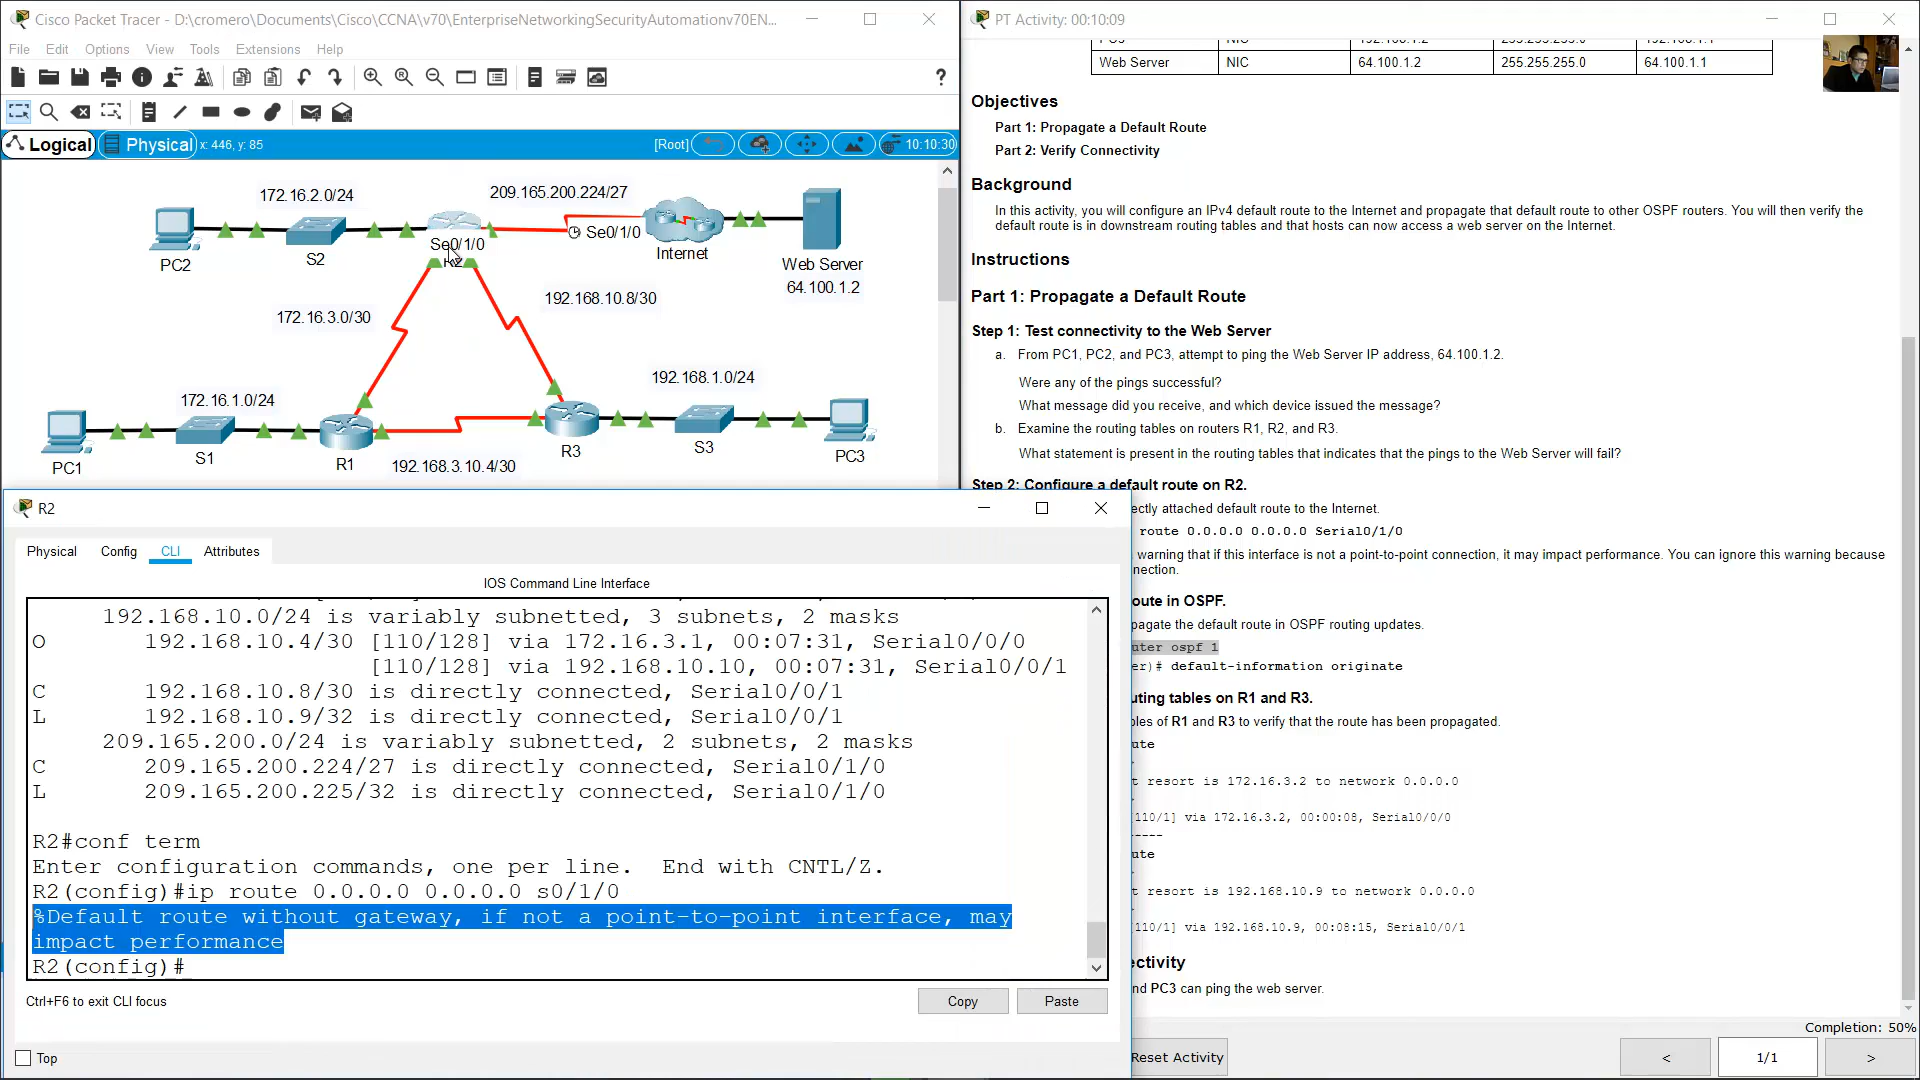 Cisco Packet Tracer - D:\cromero\Documents\Cisco\CCNA\v70\EnterpriseNetworkingSecurityAutomationv70EN...
File Edit Options View Tools Extensions Help
?
Logical Physical x: 446, y: 85
[Root] 10:10:30
172.16.2.0/24
209.165.200.224/27
Se0/1/0
Se0/1/0
PC2
S2
R2
Internet
Web Server
64.100.1.2
172.16.3.0/30
192.168.10.8/30
172.16.1.0/24
192.168.1.0/24
PC1
S1
R1
192.168.3.10.4/30
R3
S3
PC3
PT Activity: 00:10:09
Web Server NIC 64.100.1.2 255.255.255.0 64.100.1.1
Objectives
Part 1: Propagate a Default Route
Part 2: Verify Connectivity
Background
In this activity, you will configure an IPv4 default route to the Internet and propagate that default route to other OSPF routers. You will then verify the
default route is in downstream routing tables and that hosts can now access a web server on the Internet.
Instructions
Part 1: Propagate a Default Route
Step 1: Test connectivity to the Web Server
a. From PC1, PC2, and PC3, attempt to ping the Web Server IP address, 64.100.1.2.
Were any of the pings successful?
What message did you receive, and which device issued the message?
b. Examine the routing tables on routers R1, R2, and R3.
What statement is present in the routing tables that indicates that the pings to the Web Server will fail?
Step 2: Configure a default route on R2.
ectly attached default route to the Internet.
route 0.0.0.0 0.0.0.0 Serial0/1/0
warning that if this interface is not a point-to-point connection, it may impact performance. You can ignore this warning because
nection.
oute in OSPF.
pagate the default route in OSPF routing updates.
uter ospf 1
er)# default-information originate
uting tables on R1 and R3.
bles of R1 and R3 to verify that the route has been propagated.
ute
t resort is 172.16.3.2 to network 0.0.0.0
[110/1] via 172.16.3.2, 00:00:08, Serial0/0/0
-----
ute
t resort is 192.168.10.9 to network 0.0.0.0
[110/1] via 192.168.10.9, 00:08:15, Serial0/0/1
ectivity
nd PC3 can ping the web server.
Completion: 50%
Reset Activity < 1/1 >
R2
Physical Config CLI Attributes
IOS Command Line Interface
192.168.10.0/24 is variably subnetted, 3 subnets, 2 masks
O 192.168.10.4/30 [110/128] via 172.16.3.1, 00:07:31, Serial0/0/0
[110/128] via 192.168.10.10, 00:07:31, Serial0/0/1
C 192.168.10.8/30 is directly connected, Serial0/0/1
L 192.168.10.9/32 is directly connected, Serial0/0/1
209.165.200.0/24 is variably subnetted, 2 subnets, 2 masks
C 209.165.200.224/27 is directly connected, Serial0/1/0
L 209.165.200.225/32 is directly connected, Serial0/1/0
R2#conf term
Enter configuration commands, one per line. End with CNTL/Z.
R2(config)#ip route 0.0.0.0 0.0.0.0 s0/1/0
%Default route without gateway, if not a point-to-point interface, may
impact performance
R2(config)#
Ctrl+F6 to exit CLI focus
Copy Paste
Top